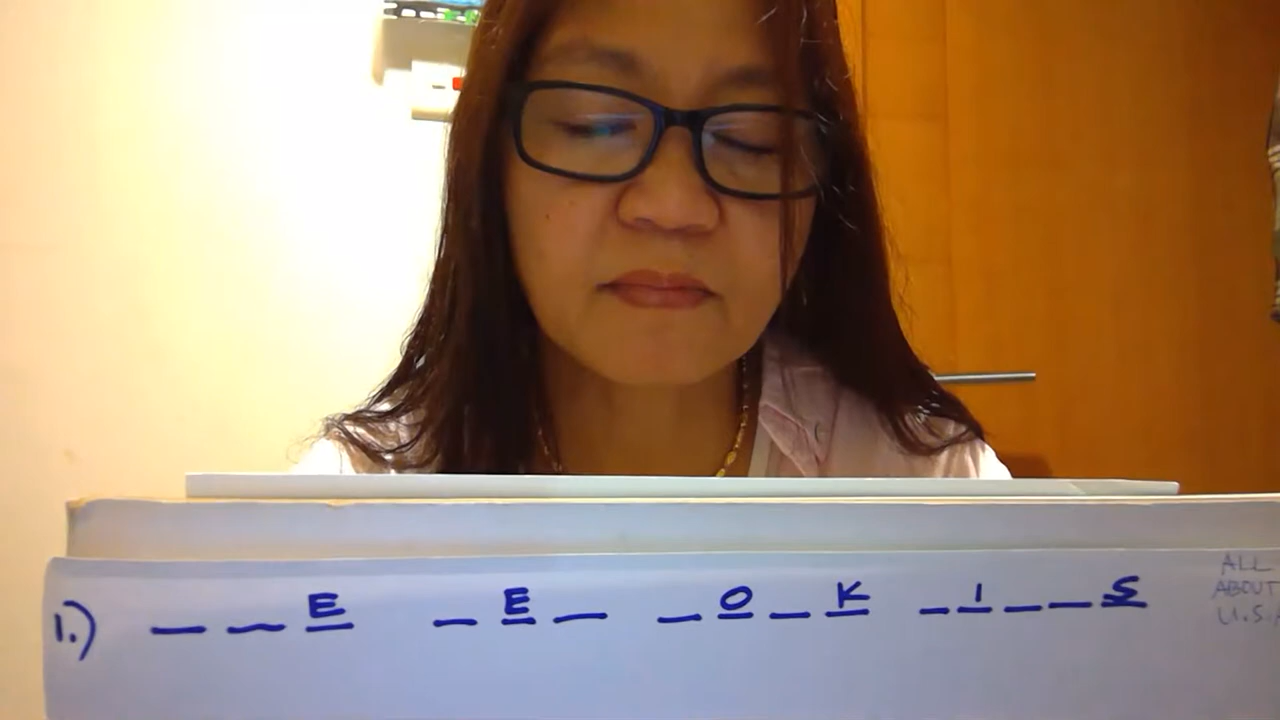 1.) _ _ E _ E _ _ O _ K _ I _ _ S
ALL
ABOUT
U.S.